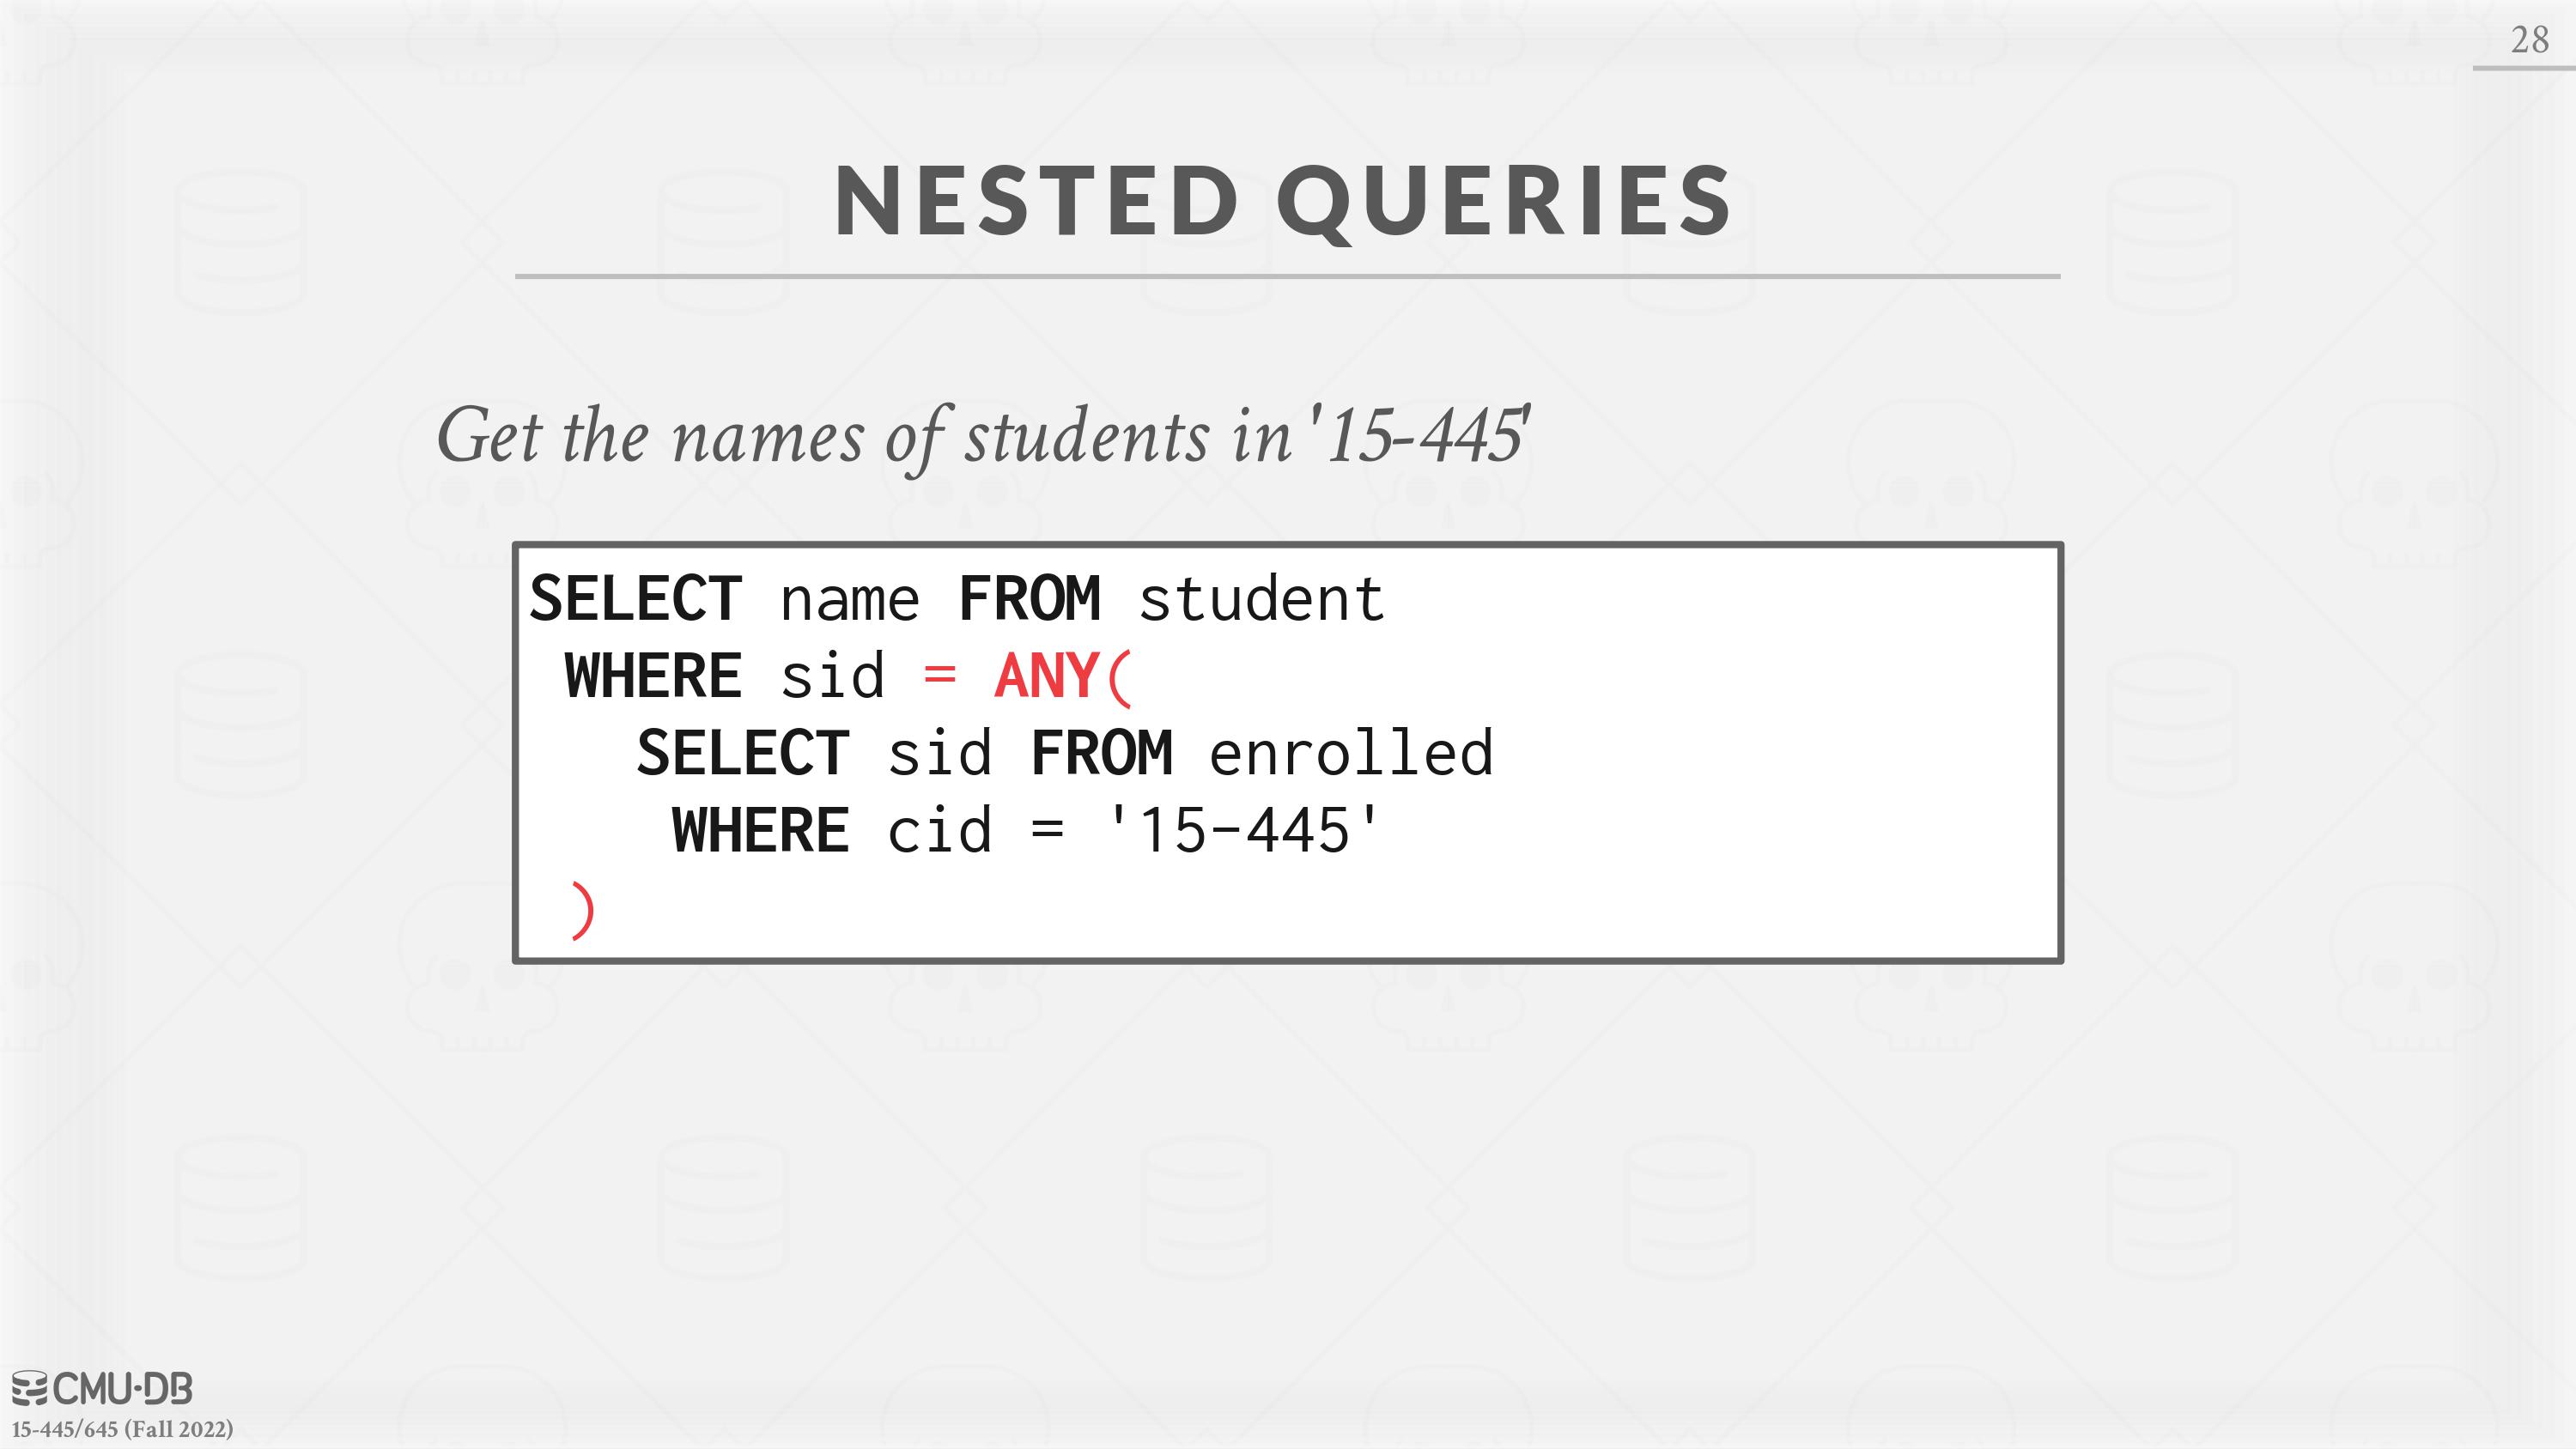 28
NESTED QUERIES
Get the names of students in '15-445'
SELECT name FROM student
WHERE sid = ANY(
SELECT sid FROM enrolled
WHERE cid = '15-445'
)
CMU·DB
15-445/645 (Fall 2022)